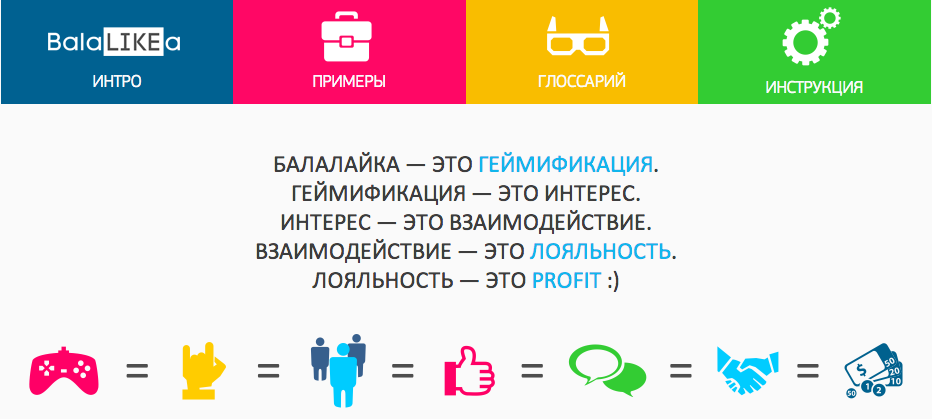 BalaLIKEa
ИНТРО
ПРИМЕРЫ
ГЛОССАРИЙ
ИНСТРУКЦИЯ
БАЛАЛАЙКА — ЭТО ГЕЙМИФИКАЦИЯ.
ГЕЙМИФИКАЦИЯ — ЭТО ИНТЕРЕС.
ИНТЕРЕС — ЭТО ВЗАИМОДЕЙСТВИЕ.
ВЗАИМОДЕЙСТВИЕ — ЭТО ЛОЯЛЬНОСТЬ.
ЛОЯЛЬНОСТЬ — ЭТО PROFIT :)
= = = = = =
$ 50
20
10
50 1 2